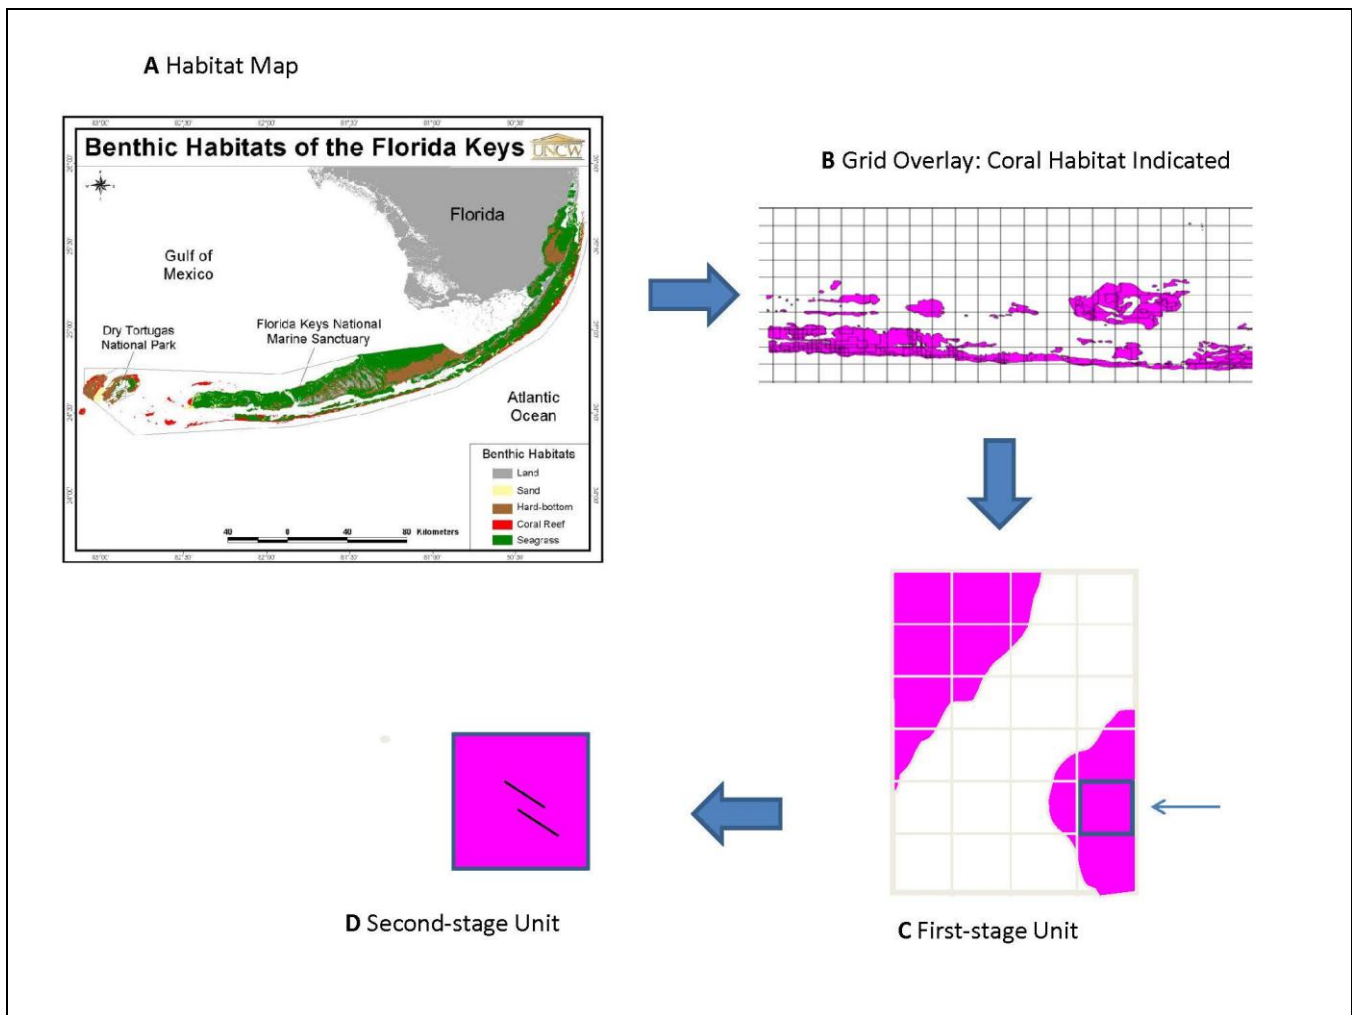 A Habitat Map
Benthic Habitats of the Florida Keys
UNCW
Florida
Gulf of
Mexico
Dry Tortugas
National Park
Florida Keys National
Marine Sanctuary
Atlantic
Ocean
Benthic Habitats
Land
Sand
Hard-bottom
Coral Reef
Seagrass
40 0 40 80 Kilometers
B Grid Overlay: Coral Habitat Indicated
C First-stage Unit
D Second-stage Unit